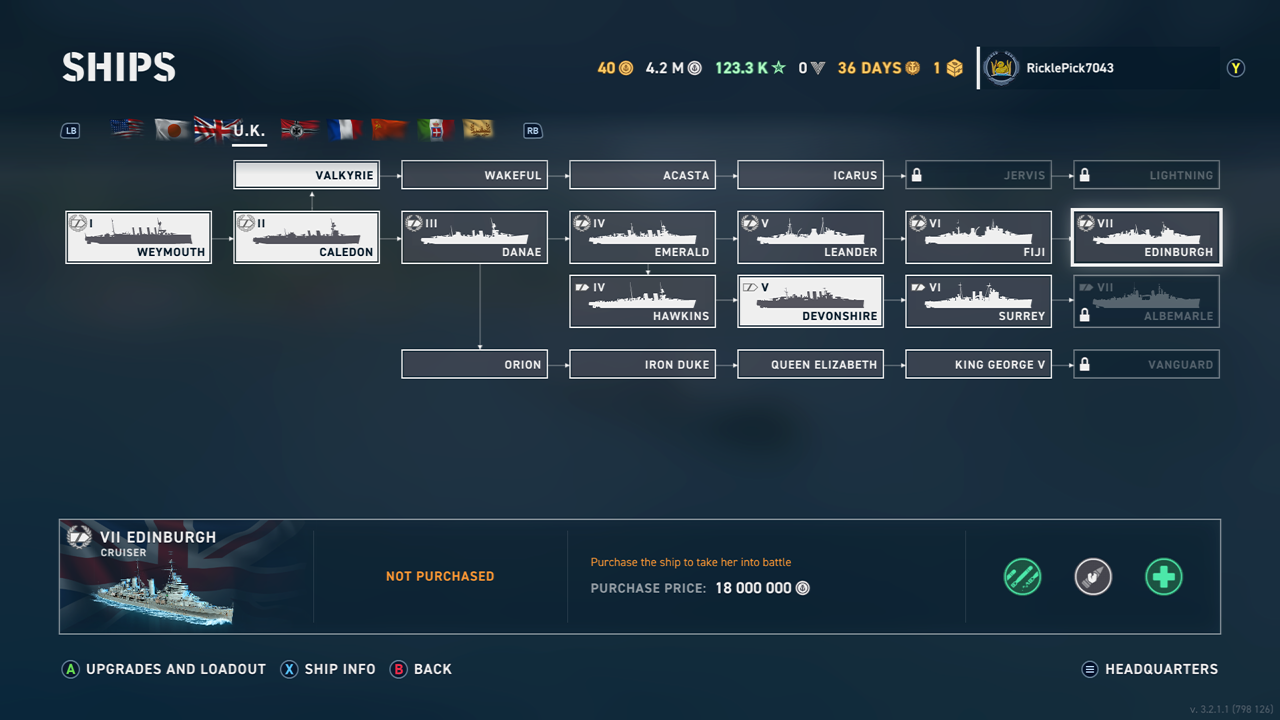 SHIPS
40 4.2 M 123.3 K 0 36 DAYS 1
RicklePick7043
Y
LB U.K. RB
VALKYRIE WAKEFUL ACASTA ICARUS JERVIS LIGHTNING
I WEYMOUTH
II CALEDON
III DANAE
IV EMERALD
V LEANDER
VI FIJI
VII EDINBURGH
IV HAWKINS
V DEVONSHIRE
VI SURREY
VII ALBEMARLE
ORION IRON DUKE QUEEN ELIZABETH KING GEORGE V VANGUARD
VII EDINBURGH
CRUISER
NOT PURCHASED
Purchase the ship to take her into battle
PURCHASE PRICE: 18 000 000
A UPGRADES AND LOADOUT X SHIP INFO B BACK
HEADQUARTERS
v. 3.2.1.1 (798 126)